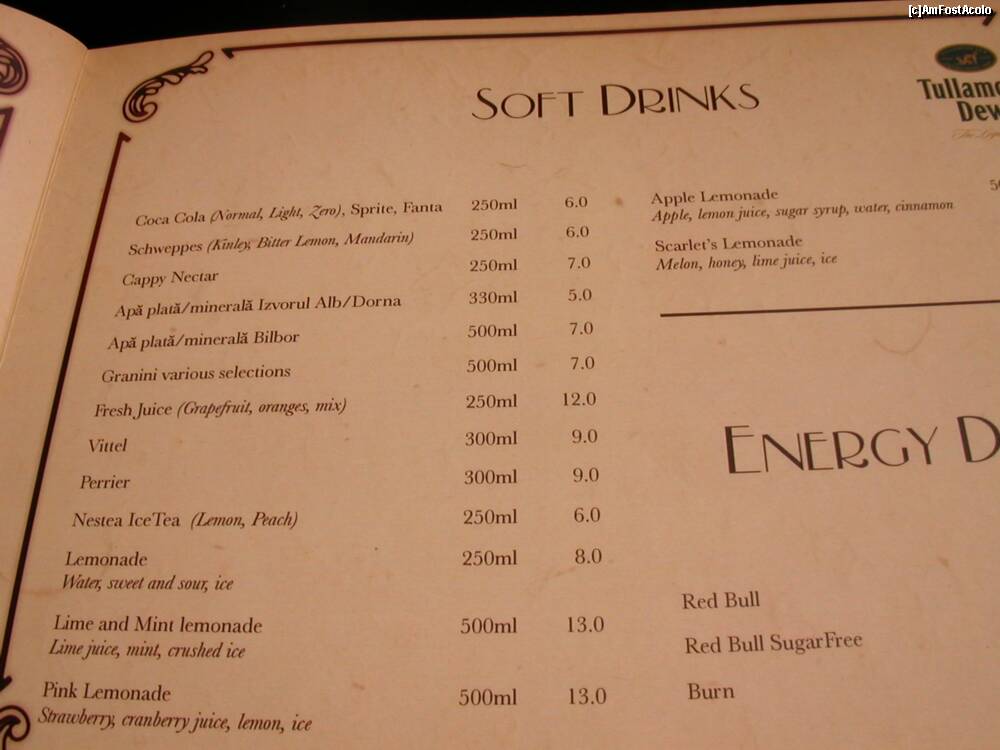 [c]AmFostAcolo
SOFT DRINKS
Coca Cola (Normal, Light, Zero), Sprite, Fanta 250ml 6.0
Schweppes (Kinley, Bitter Lemon, Mandarin) 250ml 6.0
Cappy Nectar 250ml 7.0
Apă plată/minerală Izvorul Alb/Dorna 330ml 5.0
Apă plată/minerală Bilbor 500ml 7.0
Granini various selections 500ml 7.0
Fresh Juice (Grapefruit, oranges, mix) 250ml 12.0
Vittel 300ml 9.0
Perrier 300ml 9.0
Nestea IceTea (Lemon, Peach) 250ml 6.0
Lemonade 250ml 8.0
Water, sweet and sour, ice
Lime and Mint lemonade 500ml 13.0
Lime juice, mint, crushed ice
Pink Lemonade 500ml 13.0
Strawberry, cranberry juice, lemon, ice
Apple Lemonade
Apple, lemon juice, sugar syrup, water, cinnamon
Scarlet's Lemonade
Melon, honey, lime juice, ice
ENERGY D
Red Bull
Red Bull SugarFree
Burn
Tullamo
Dew